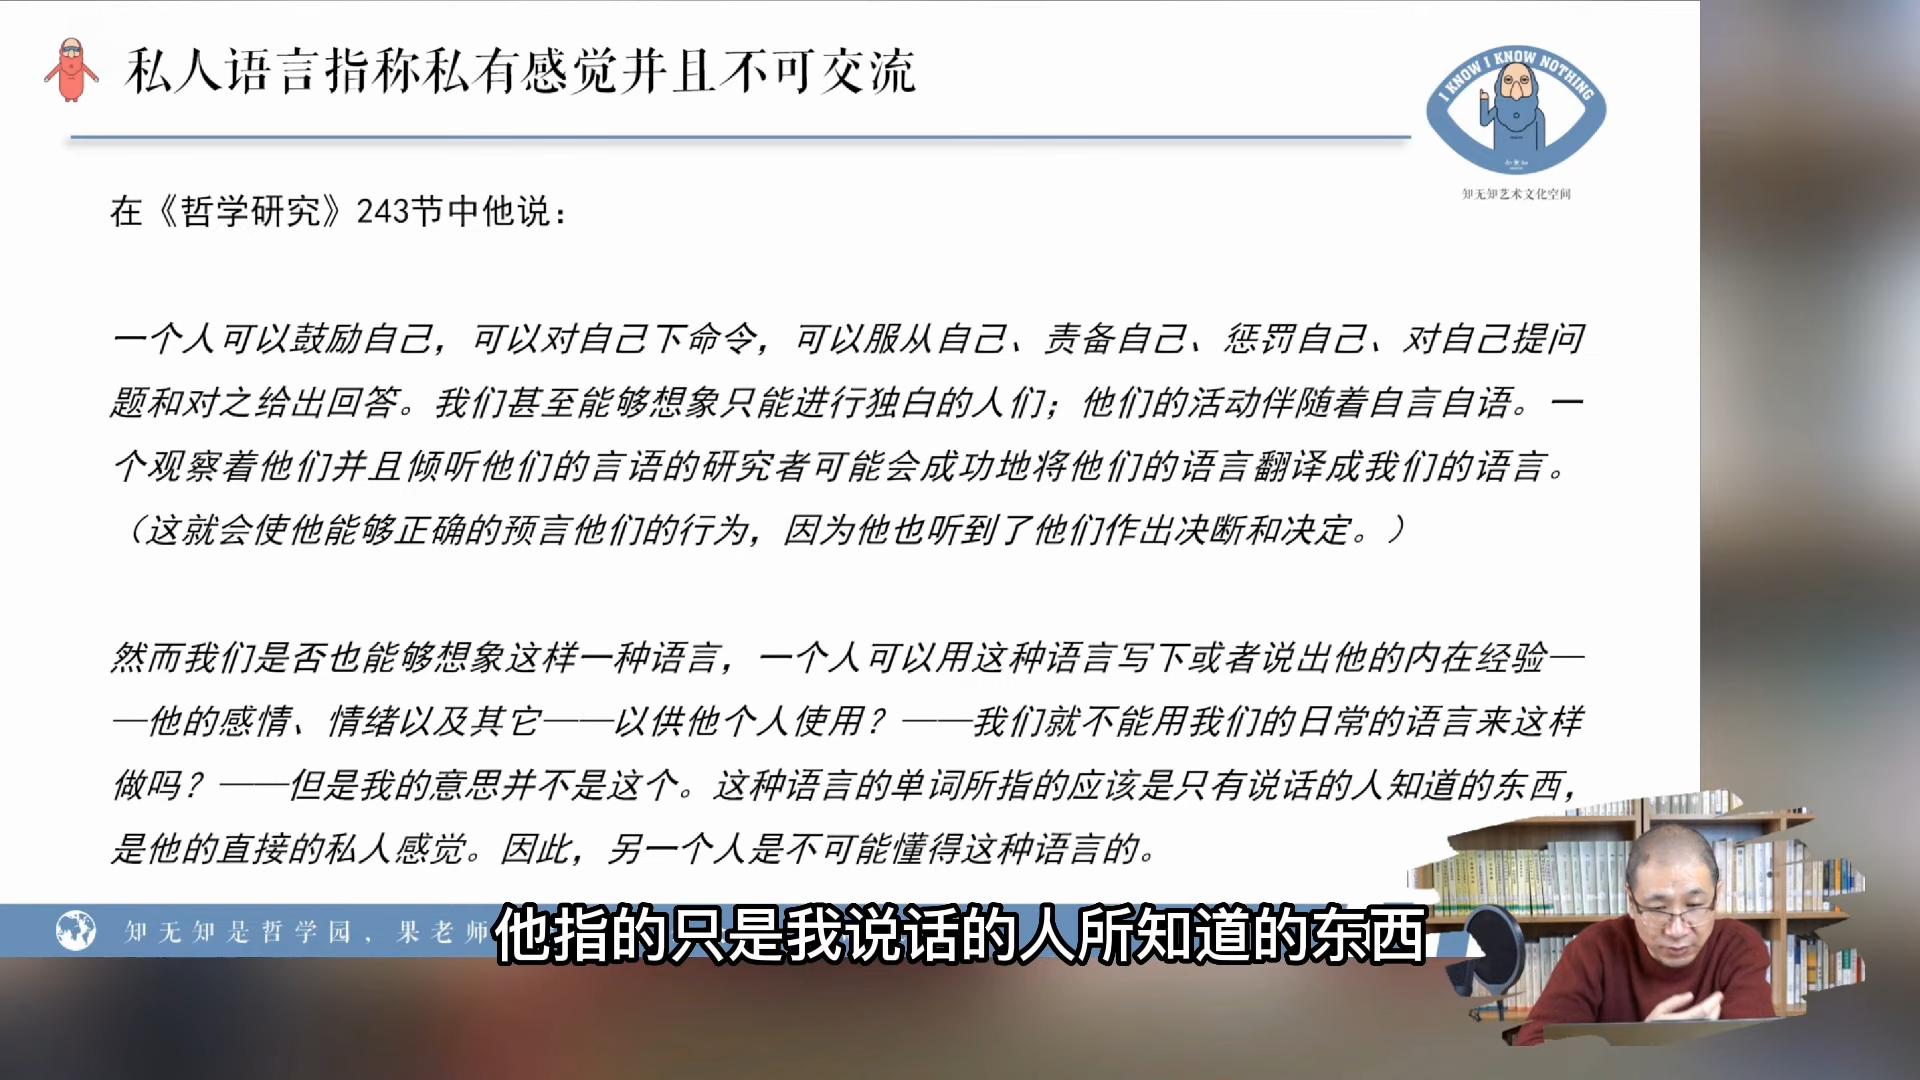 私人语言指称私有感觉并且不可交流
I KNOW I KNOW NOTHING
知无知
知无知艺术文化空间
在《哲学研究》243节中他说：
一个人可以鼓励自己，可以对自己下命令，可以服从自己、责备自己、惩罚自己、对自己提问
题和对之给出回答。我们甚至能够想象只能进行独白的人们；他们的活动伴随着自言自语。一
个观察着他们并且倾听他们的言语的研究者可能会成功地将他们的语言翻译成我们的语言。
（这就会使他能够正确的预言他们的行为，因为他也听到了他们作出决断和决定。）
然而我们是否也能够想象这样一种语言，一个人可以用这种语言写下或者说出他的内在经验—
—他的感情、情绪以及其它——以供他个人使用？——我们就不能用我们的日常的语言来这样
做吗？——但是我的意思并不是这个。这种语言的单词所指的应该是只有说话的人知道的东西，
是他的直接的私人感觉。因此，另一个人是不可能懂得这种语言的。
知无知是哲学园，果老师
他指的只是我说话的人所知道的东西